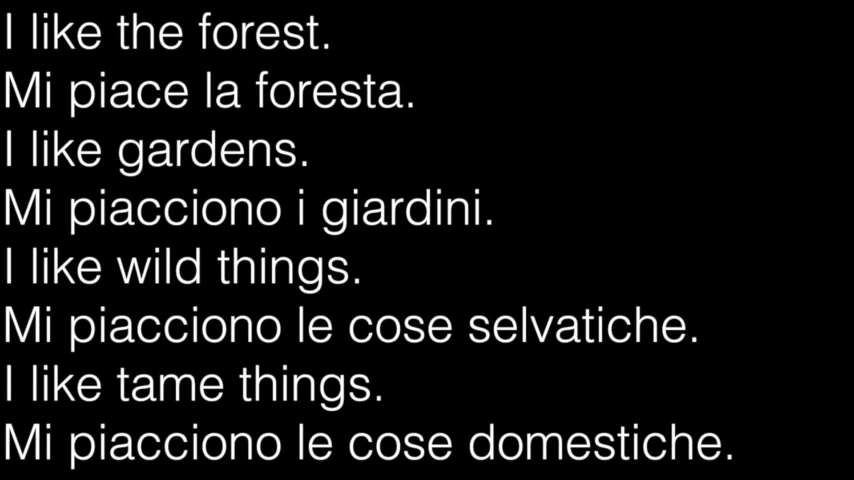 I like the forest.
Mi piace la foresta.
I like gardens.
Mi piacciono i giardini.
I like wild things.
Mi piacciono le cose selvatiche.
I like tame things.
Mi piacciono le cose domestiche.